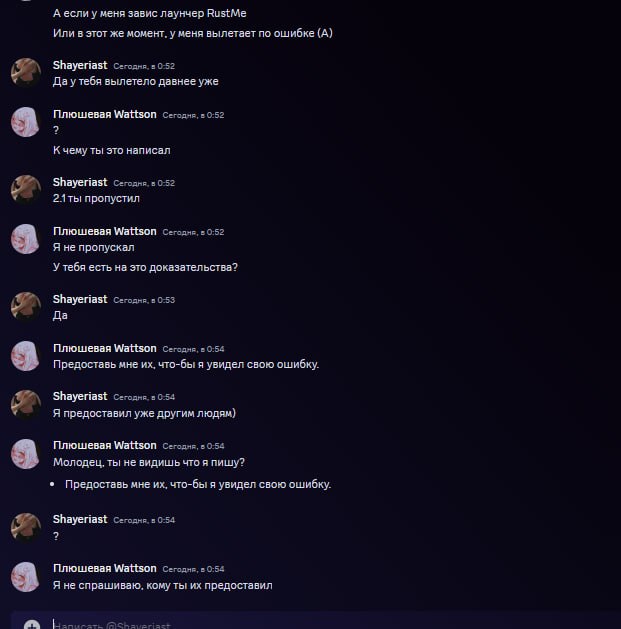 А если у меня завис лаунчер RustMe
Или в этот же момент, у меня вылетает по ошибке (А)
Shayeriast Сегодня, в 0:52
Да у тебя вылетело давнее уже
Плюшевая Wattson Сегодня, в 0:52
?
К чему ты это написал
Shayeriast Сегодня, в 0:52
2.1 ты пропустил
Плюшевая Wattson Сегодня, в 0:52
Я не пропускал
У тебя есть на это доказательства?
Shayeriast Сегодня, в 0:53
Да
Плюшевая Wattson Сегодня, в 0:54
Предоставь мне их, что-бы я увидел свою ошибку.
Shayeriast Сегодня, в 0:54
Я предоставил уже другим людям)
Плюшевая Wattson Сегодня, в 0:54
Молодец, ты не видишь что я пишу?
• Предоставь мне их, что-бы я увидел свою ошибку.
Shayeriast Сегодня, в 0:54
?
Плюшевая Wattson Сегодня, в 0:54
Я не спрашиваю, кому ты их предоставил
Написать @Shayeriast